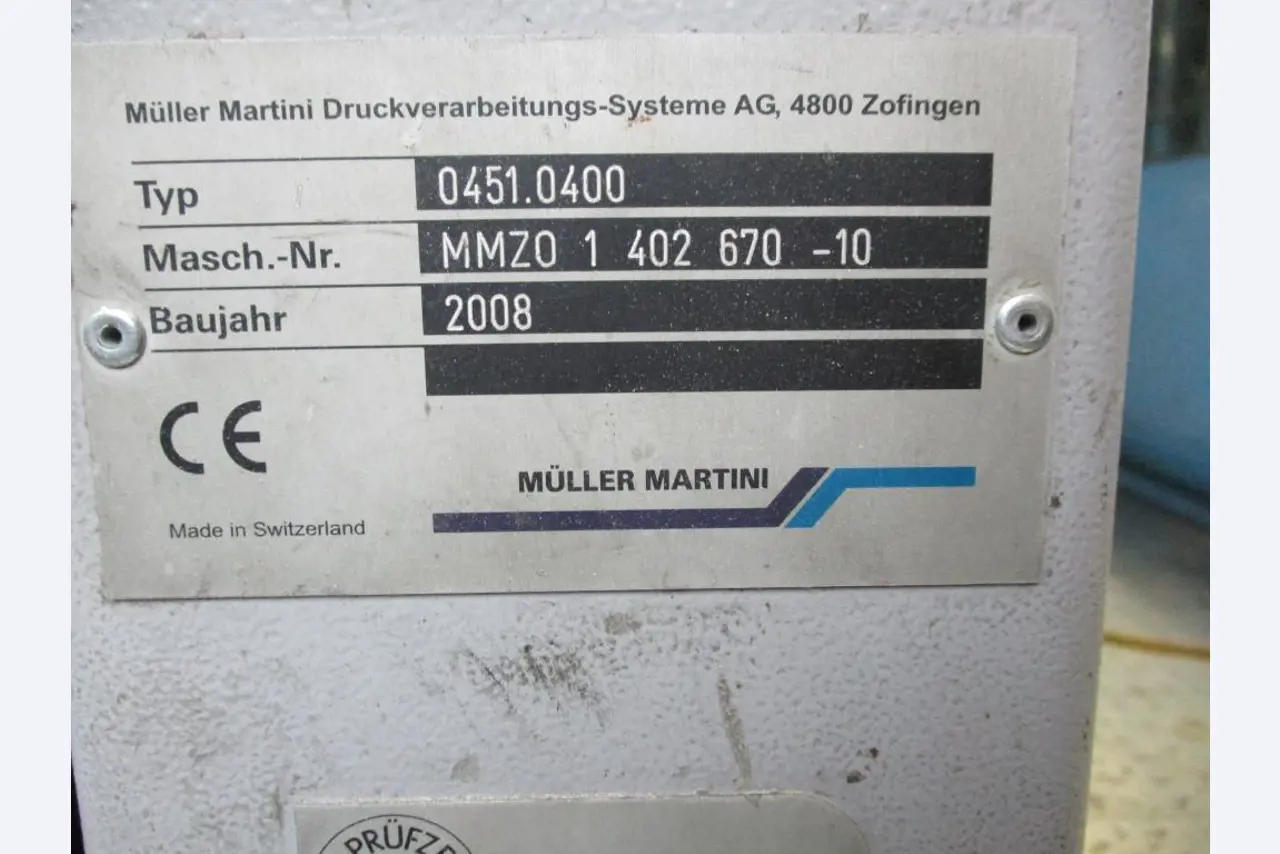 Müller Martini Druckverarbeitungs-Systeme AG, 4800 Zofingen
Typ 0451.0400
Masch.-Nr. MMZO 1 402 670 -10
Baujahr 2008
CE
MÜLLER MARTINI
Made in Switzerland